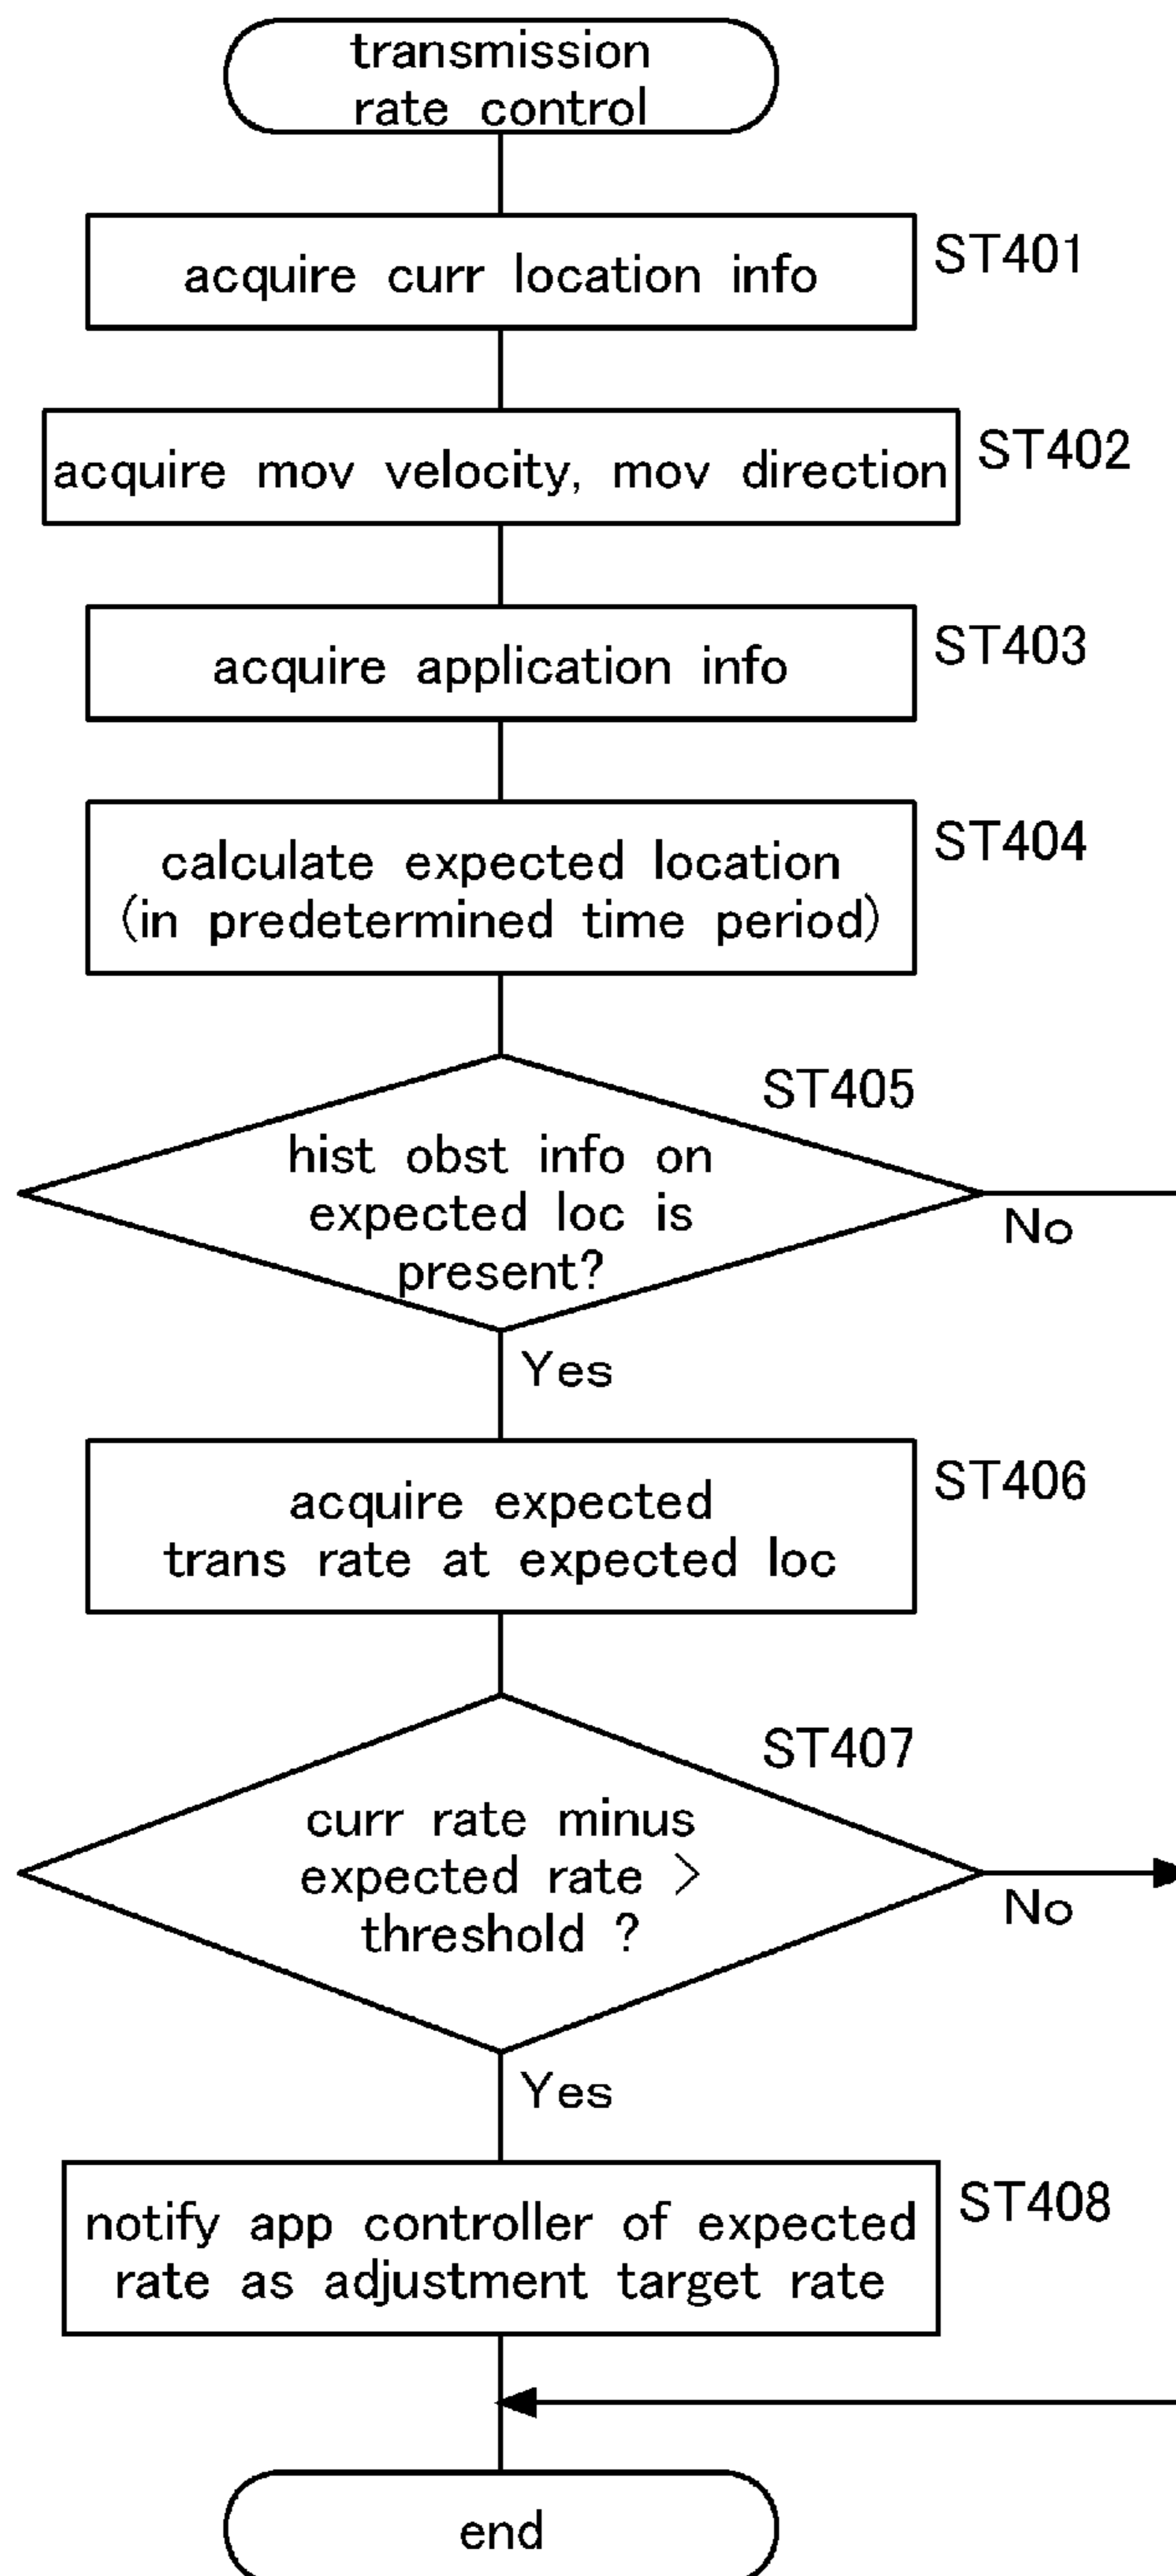 transmission
rate control
acquire curr location info
ST401
acquire mov velocity, mov direction
ST402
acquire application info
ST403
calculate expected location
(in predetermined time period)
ST404
ST405
hist obst info on
expected loc is
present?
No
Yes
acquire expected
trans rate at expected loc
ST406
ST407
curr rate minus
expected rate >
threshold ?
No
Yes
notify app controller of expected
rate as adjustment target rate
ST408
end